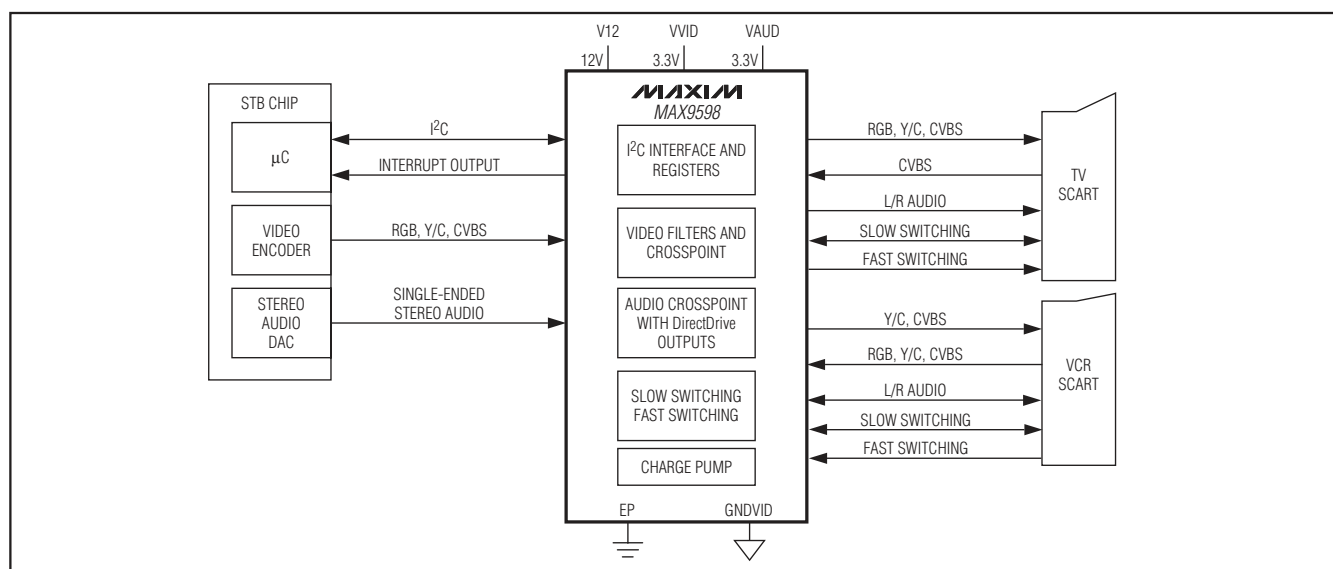 V12 VVID VAUD
12V 3.3V 3.3V
STB CHIP
µC
VIDEO
ENCODER
STEREO
AUDIO
DAC
I²C
INTERRUPT OUTPUT
RGB, Y/C, CVBS
SINGLE-ENDED
STEREO AUDIO
MAXIM
MAX9598
I²C INTERFACE AND
REGISTERS
VIDEO FILTERS AND
CROSSPOINT
AUDIO CROSSPOINT
WITH DirectDrive
OUTPUTS
SLOW SWITCHING
FAST SWITCHING
CHARGE PUMP
EP GNDVID
RGB, Y/C, CVBS
CVBS
L/R AUDIO
SLOW SWITCHING
FAST SWITCHING
TV
SCART
Y/C, CVBS
RGB, Y/C, CVBS
L/R AUDIO
SLOW SWITCHING
FAST SWITCHING
VCR
SCART